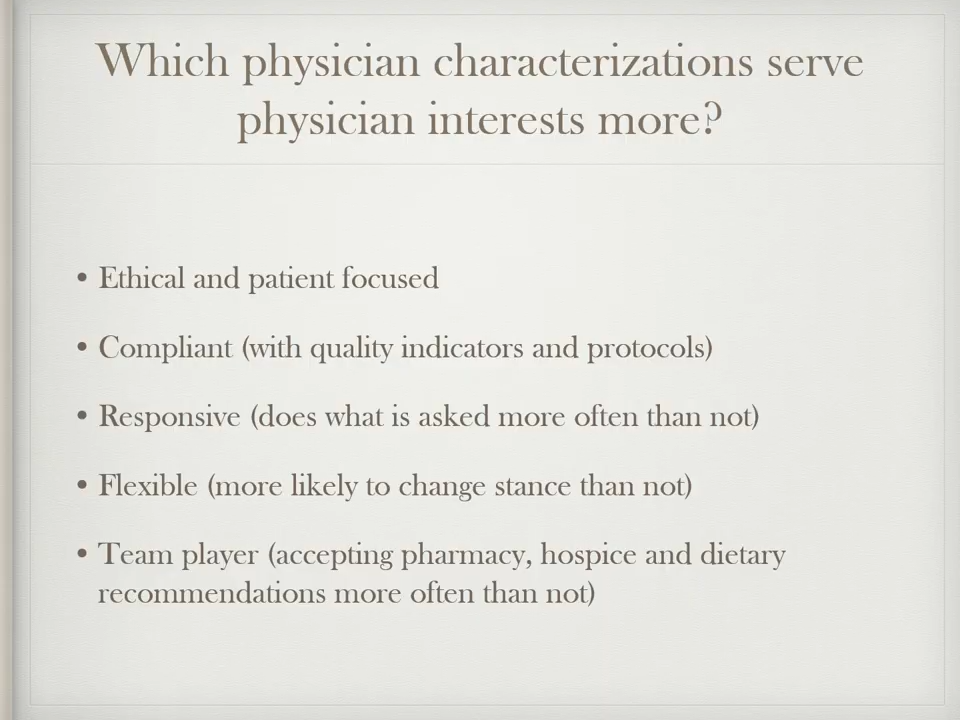 Which physician characterizations serve
physician interests more?
• Ethical and patient focused
• Compliant (with quality indicators and protocols)
• Responsive (does what is asked more often than not)
• Flexible (more likely to change stance than not)
• Team player (accepting pharmacy, hospice and dietary
recommendations more often than not)